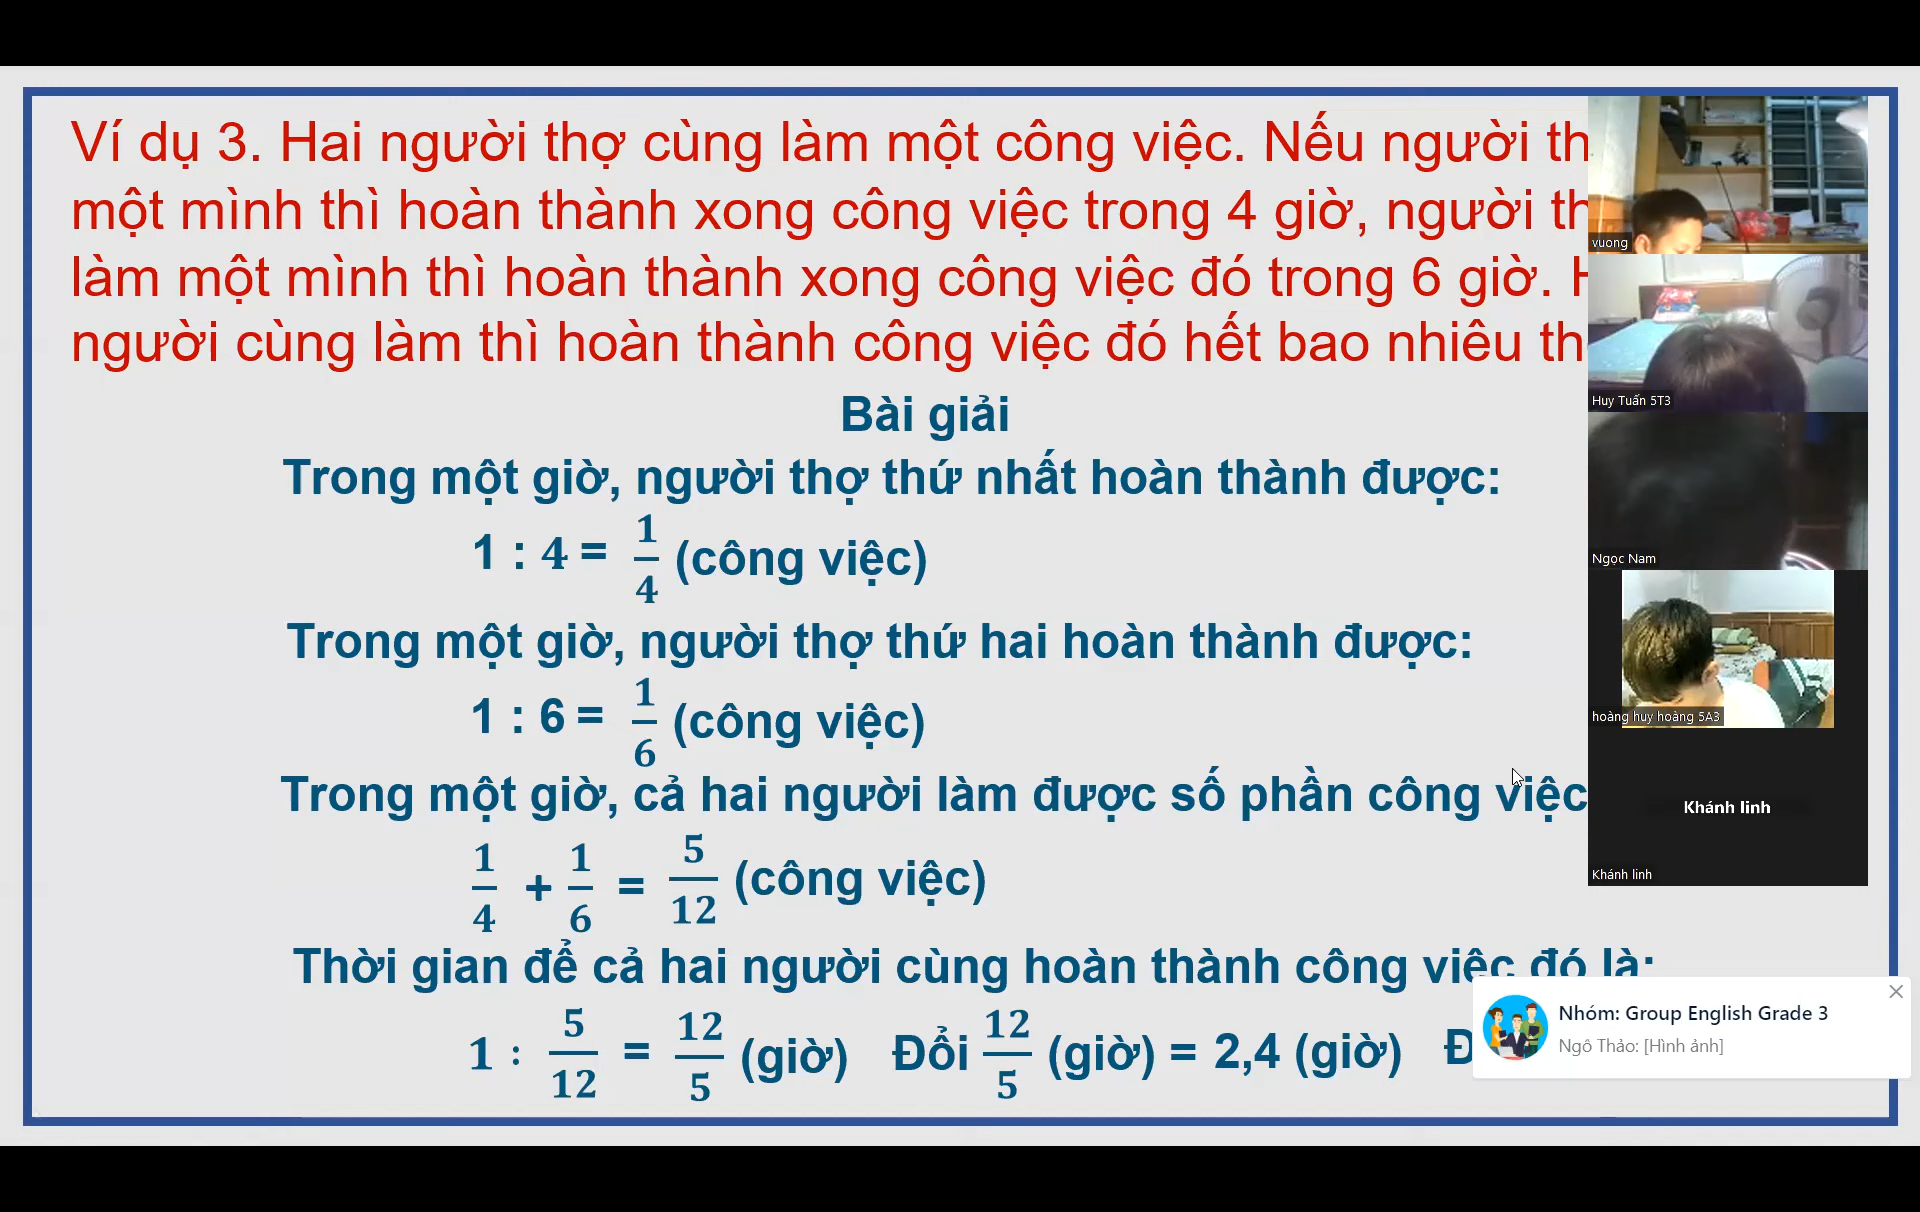 Ví dụ 3. Hai người thợ cùng làm một công việc. Nếu người
một mình thì hoàn thành xong công việc trong 4 giờ, người
làm một mình thì hoàn thành xong công việc đó trong 6 giờ.
người cùng làm thì hoàn thành công việc đó hết bao nhiêu
Bài giải
Trong một giờ, người thợ thứ nhất hoàn thành được:
1 : 4 = 1/4 (công việc)
Trong một giờ, người thợ thứ hai hoàn thành được:
1 : 6 = 1/6 (công việc)
Trong một giờ, cả hai người làm được số phần công việc
1/4 + 1/6 = 5/12 (công việc)
Thời gian để cả hai người cùng hoàn thành công việc đó là:
1 : 5/12 = 12/5 (giờ) Đổi 12/5 (giờ) = 2,4 (giờ)
vuong
Huy Tuấn 5T3
Ngọc Nam
hoàng huy hoàng 5A3
Khánh linh
Khánh linh
Nhóm: Group English Grade 3
Ngô Thảo: [Hình ảnh]